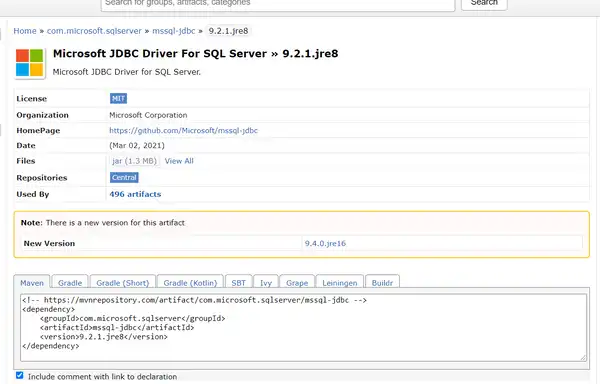 Search for groups, artifacts, categories Search
Home » com.microsoft.sqlserver » mssql-jdbc » 9.2.1.jre8
Microsoft JDBC Driver For SQL Server » 9.2.1.jre8
Microsoft JDBC Driver for SQL Server.
License MIT
Organization Microsoft Corporation
HomePage https://github.com/Microsoft/mssql-jdbc
Date (Mar 02, 2021)
Files jar (1.3 MB) View All
Repositories Central
Used By 496 artifacts
Note: There is a new version for this artifact
New Version 9.4.0.jre16
Maven Gradle Gradle (Short) Gradle (Kotlin) SBT Ivy Grape Leiningen Buildr
<!-- https://mvnrepository.com/artifact/com.microsoft.sqlserver/mssql-jdbc -->
<dependency>
<groupId>com.microsoft.sqlserver</groupId>
<artifactId>mssql-jdbc</artifactId>
<version>9.2.1.jre8</version>
</dependency>
Include comment with link to declaration